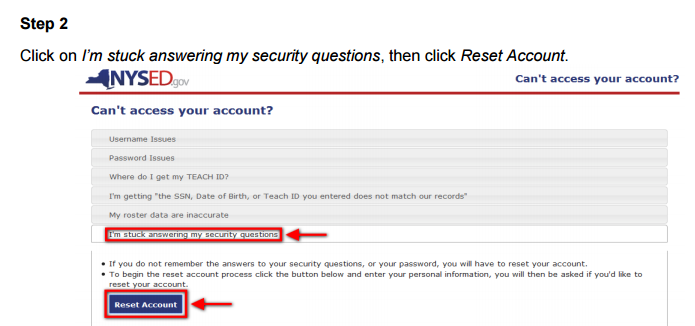 Step 2
Click on I'm stuck answering my security questions, then click Reset Account.
NYSED.gov
Can't access your account?
Can't access your account?
Username Issues
Password Issues
Where do I get my TEACH ID?
I'm getting "the SSN, Date of Birth, or Teach ID you entered does not match our records"
My roster data are inaccurate
I'm stuck answering my security questions
• If you do not remember the answers to your security questions, or your password, you will have to reset your account.
• To begin the reset account process click the button below and enter your personal information, you will then be asked if you'd like to
reset your account.
Reset Account